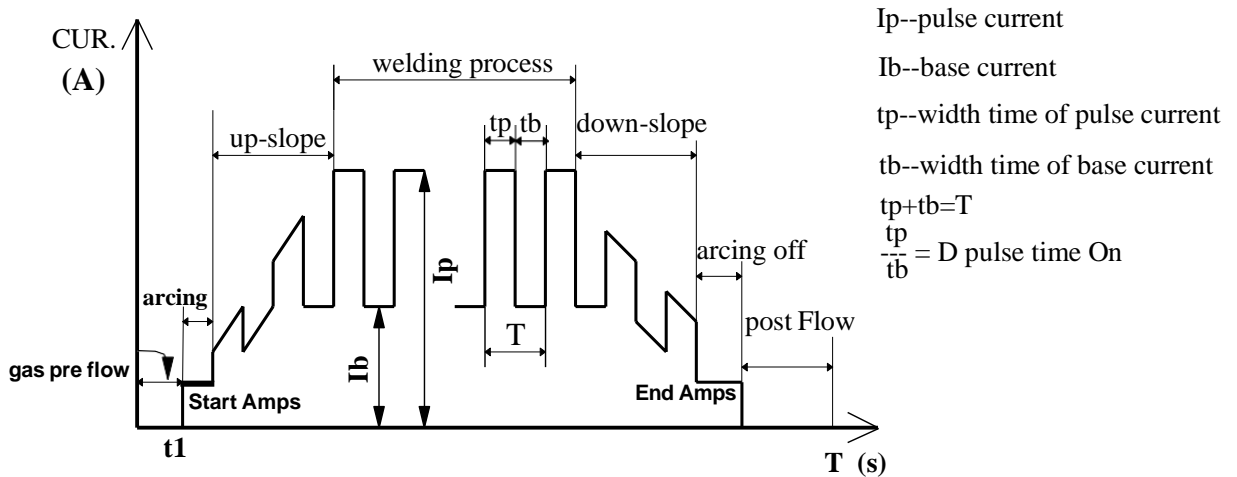 CUR.
(A)
welding process
up-slope
tp
tb
down-slope
arcing off
arcing
Ip
Ib
T
post Flow
gas pre flow
Start Amps
End Amps
t1
T (s)
Ip--pulse current
Ib--base current
tp--width time of pulse current
tb--width time of base current
tp+tb=T
tp
---- = D pulse time On
tb